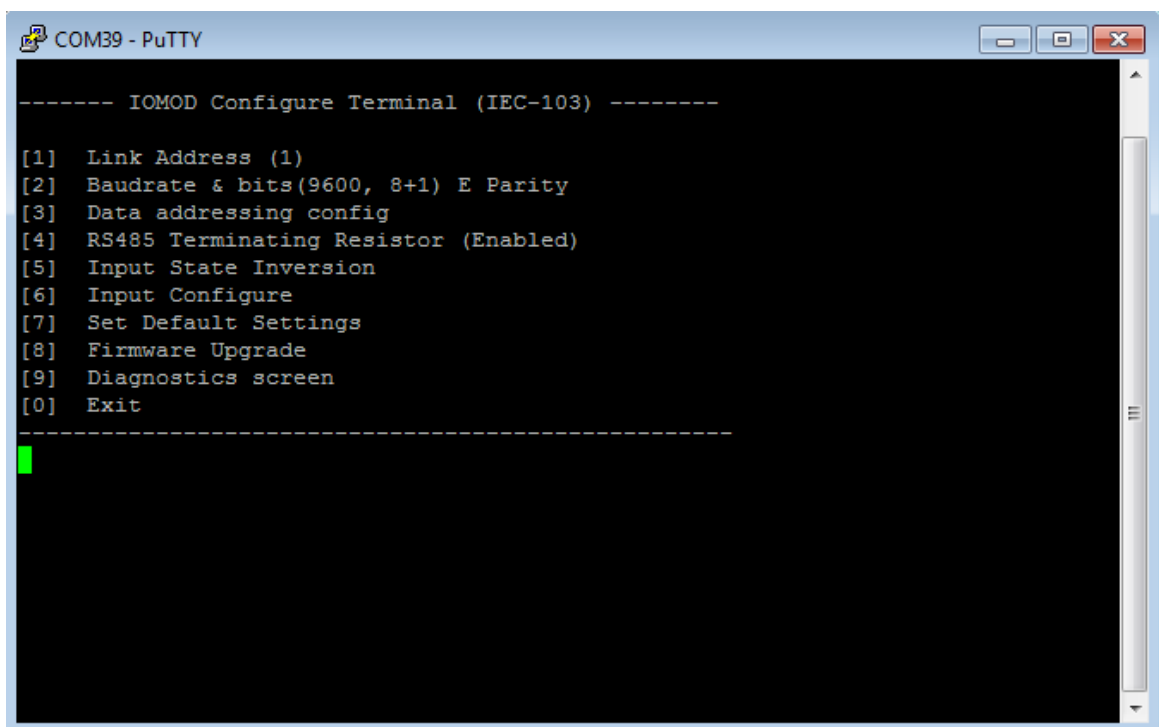 COM39 - PuTTY
------- IOMOD Configure Terminal (IEC-103) --------
[1]  Link Address (1)
[2]  Baudrate & bits(9600, 8+1) E Parity
[3]  Data addressing config
[4]  RS485 Terminating Resistor (Enabled)
[5]  Input State Inversion
[6]  Input Configure
[7]  Set Default Settings
[8]  Firmware Upgrade
[9]  Diagnostics screen
[0]  Exit
----------------------------------------------------